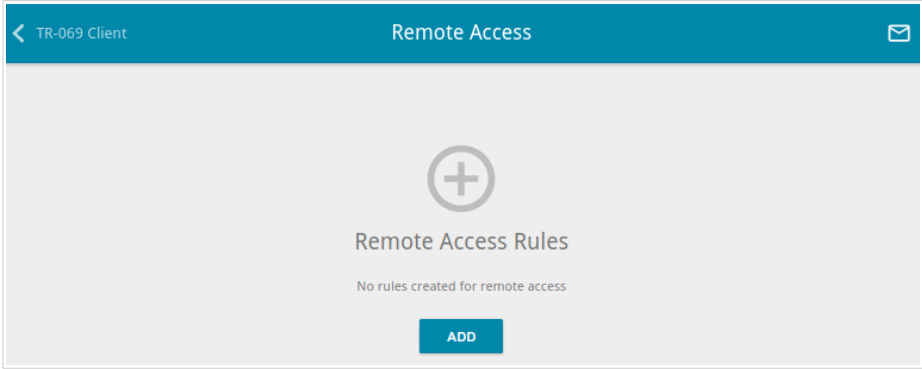 TR-069 Client
Remote Access
Remote Access Rules
No rules created for remote access
ADD